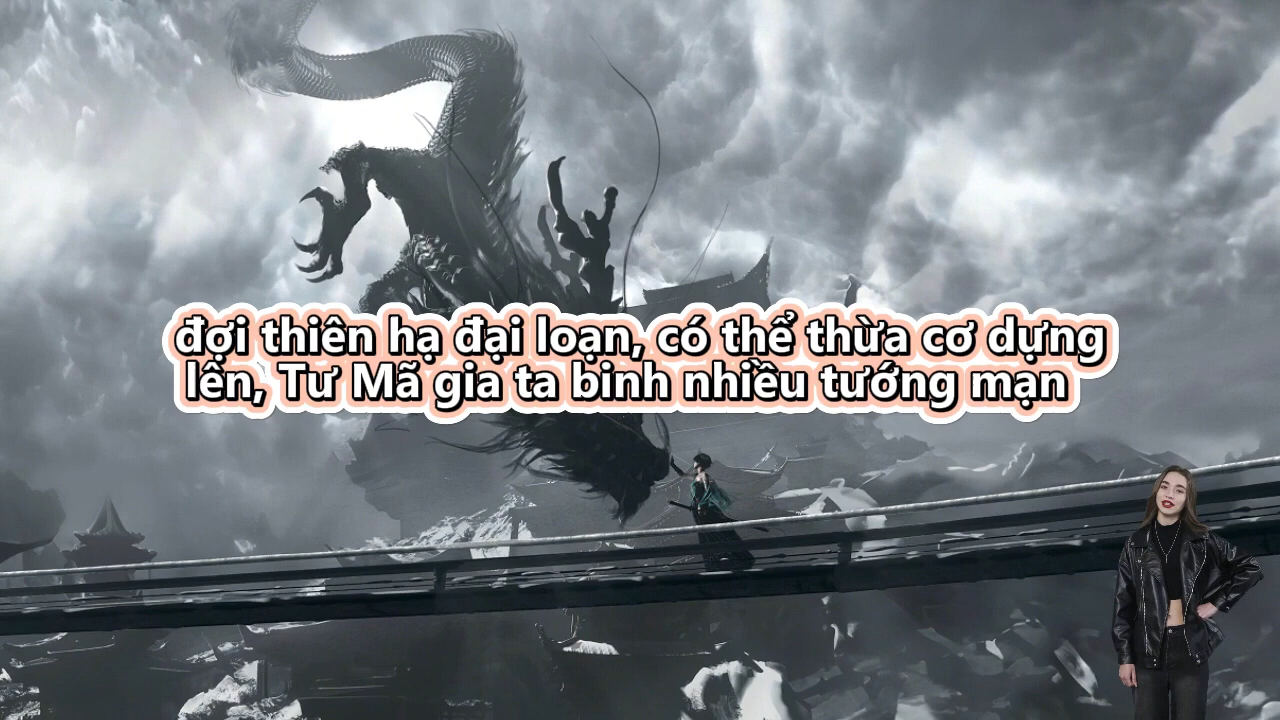 đợi thiên hạ đại loạn, có thể thừa cơ dựng
lên, Tư Mã gia ta binh nhiều tướng mạn